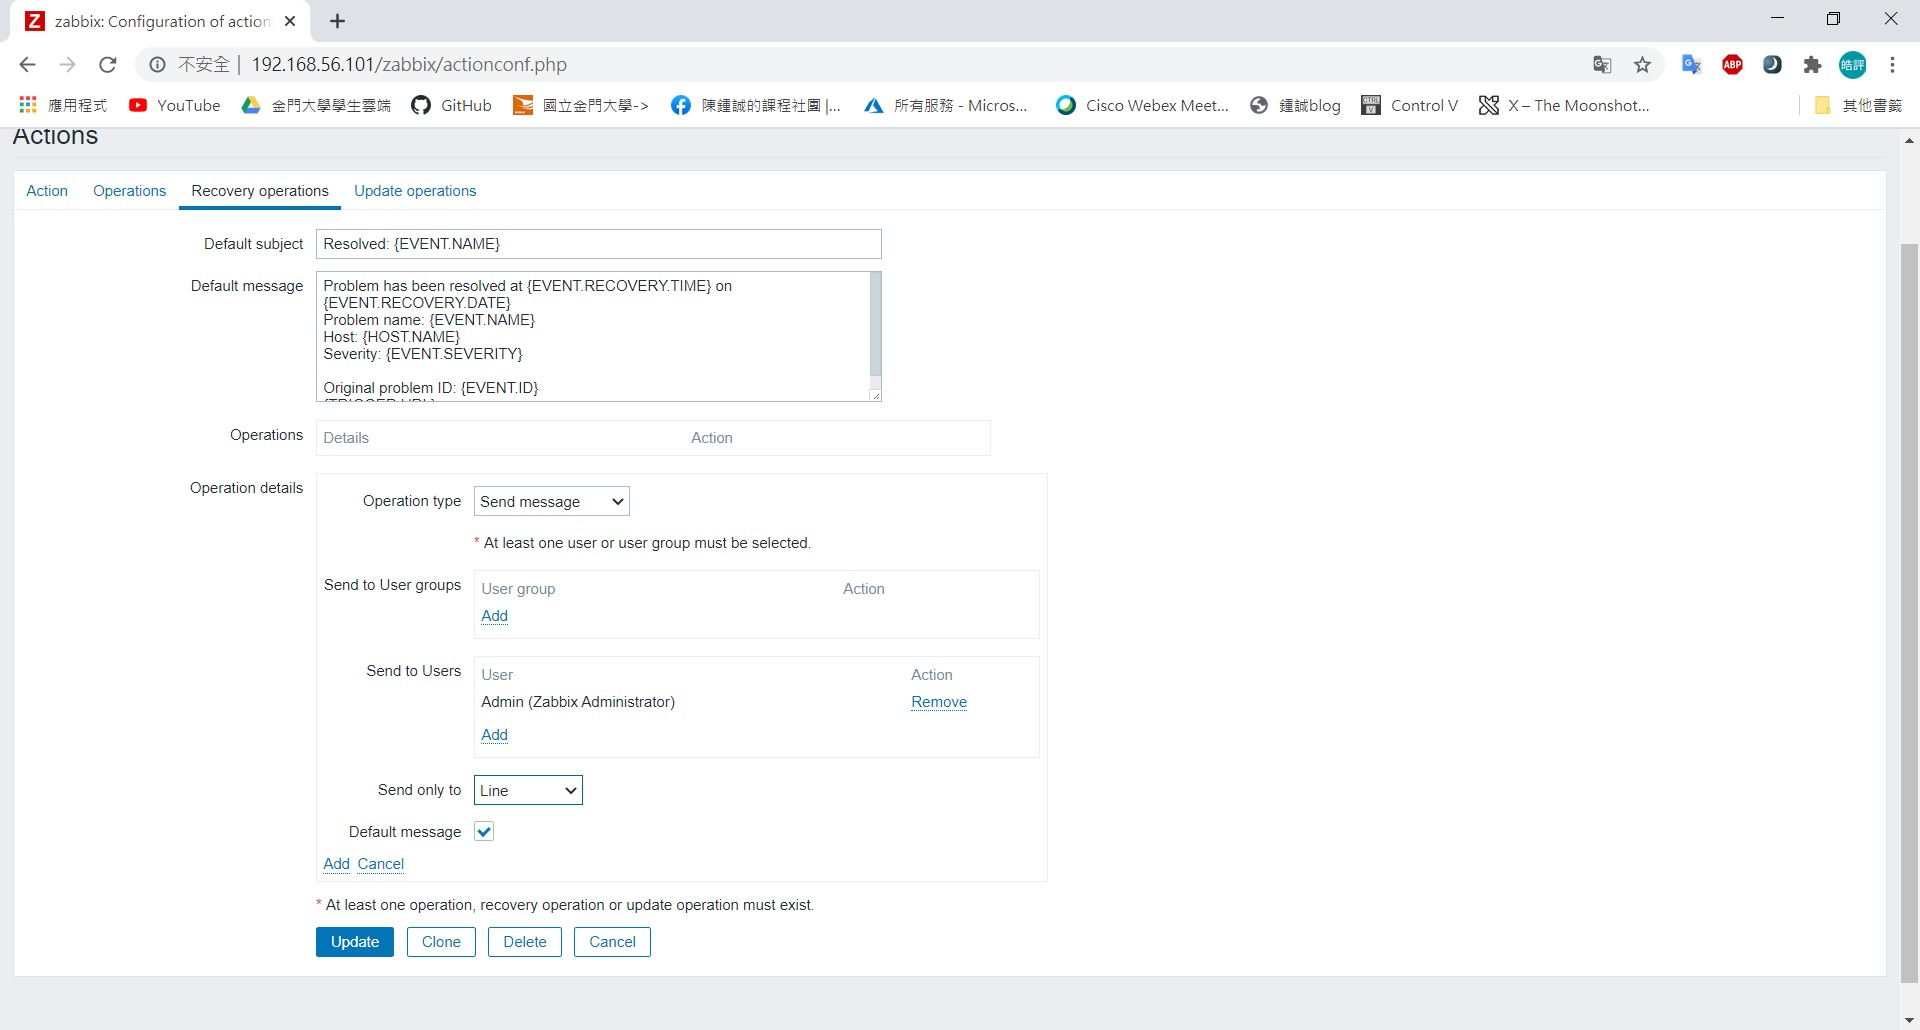 zabbix: Configuration of action
不安全 | 192.168.56.101/zabbix/actionconf.php
ABP
皓評
應用程式 YouTube 金門大學學生雲端 GitHub 國立金門大學-> 陳鍾誠的課程社團 |... 所有服務 - Micros... Cisco Webex Meet... 鍾誠blog Control V X – The Moonshot... 其他書籤
Actions
Action Operations Recovery operations Update operations
Default subject Resolved: {EVENT.NAME}
Default message Problem has been resolved at {EVENT.RECOVERY.TIME} on
{EVENT.RECOVERY.DATE}
Problem name: {EVENT.NAME}
Host: {HOST.NAME}
Severity: {EVENT.SEVERITY}
Original problem ID: {EVENT.ID}
{TRIGGER.URL}
Operations Details Action
Operation details
Operation type Send message
* At least one user or user group must be selected.
Send to User groups User group Action
Add
Send to Users User Action
Admin (Zabbix Administrator) Remove
Add
Send only to Line
Default message
Add Cancel
* At least one operation, recovery operation or update operation must exist.
Update Clone Delete Cancel